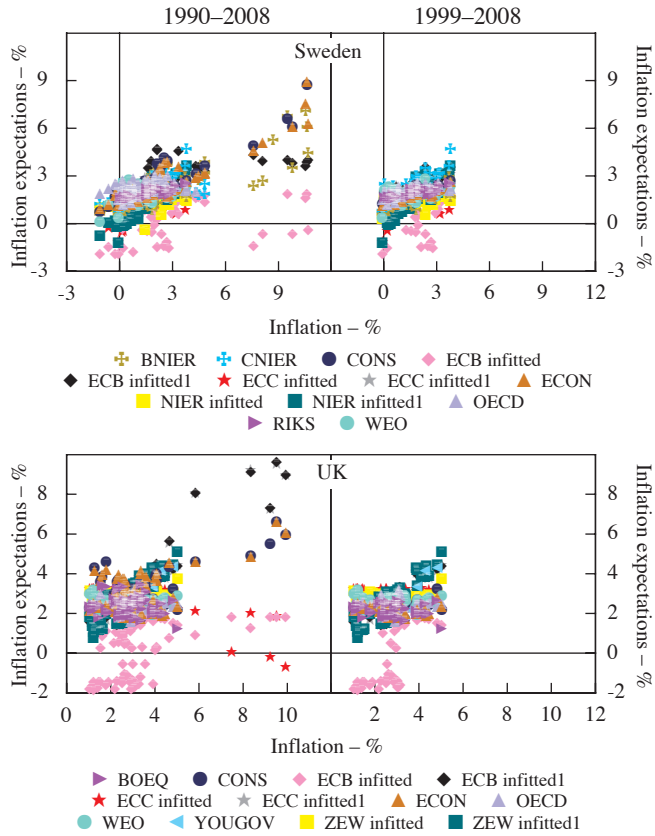 1990–2008
1999–2008
Sweden
Inflation expectations – %
Inflation expectations – %
9
6
3
0
-3
9
6
3
0
-3
-3 0 3 6 9 0 3 6 9 12
Inflation – %
BNIER CNIER CONS ECB infitted
ECB infitted1 ECC infitted ECC infitted1 ECON
NIER infitted NIER infitted1 OECD
RIKS WEO
UK
Inflation expectations – %
Inflation expectations – %
8
6
4
2
0
-2
8
6
4
2
0
-2
0 2 4 6 8 10 2 4 6 8 10 12
Inflation – %
BOEQ CONS ECB infitted ECB infitted1
ECC infitted ECC infitted1 ECON OECD
WEO YOUGOV ZEW infitted ZEW infitted1